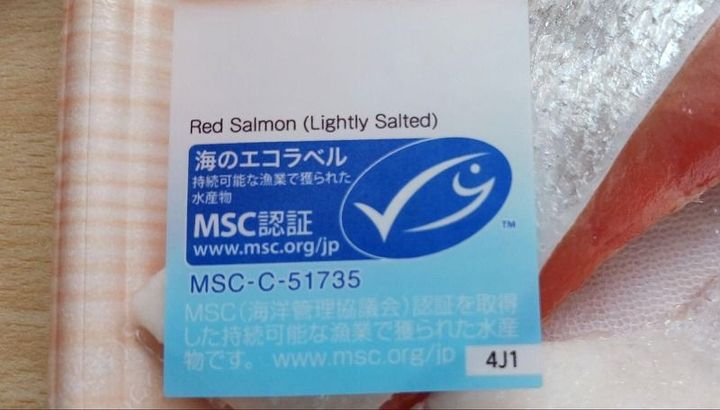 Red Salmon (Lightly Salted)
海のエコラベル
持続可能な漁業で獲られた
水産物
MSC認証
www.msc.org/jp
TM
MSC-C-51735
MSC(海洋管理協議会)認証を取得
した持続可能な漁業で獲られた水産
物です。 www.msc.org/jp
4J1